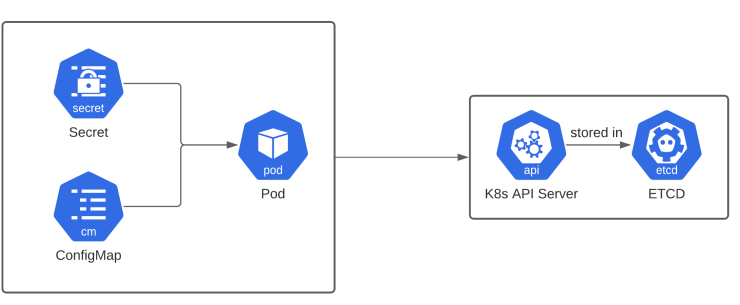 secret
Secret
cm
ConfigMap
pod
Pod
api
K8s API Server
stored in
etcd
ETCD